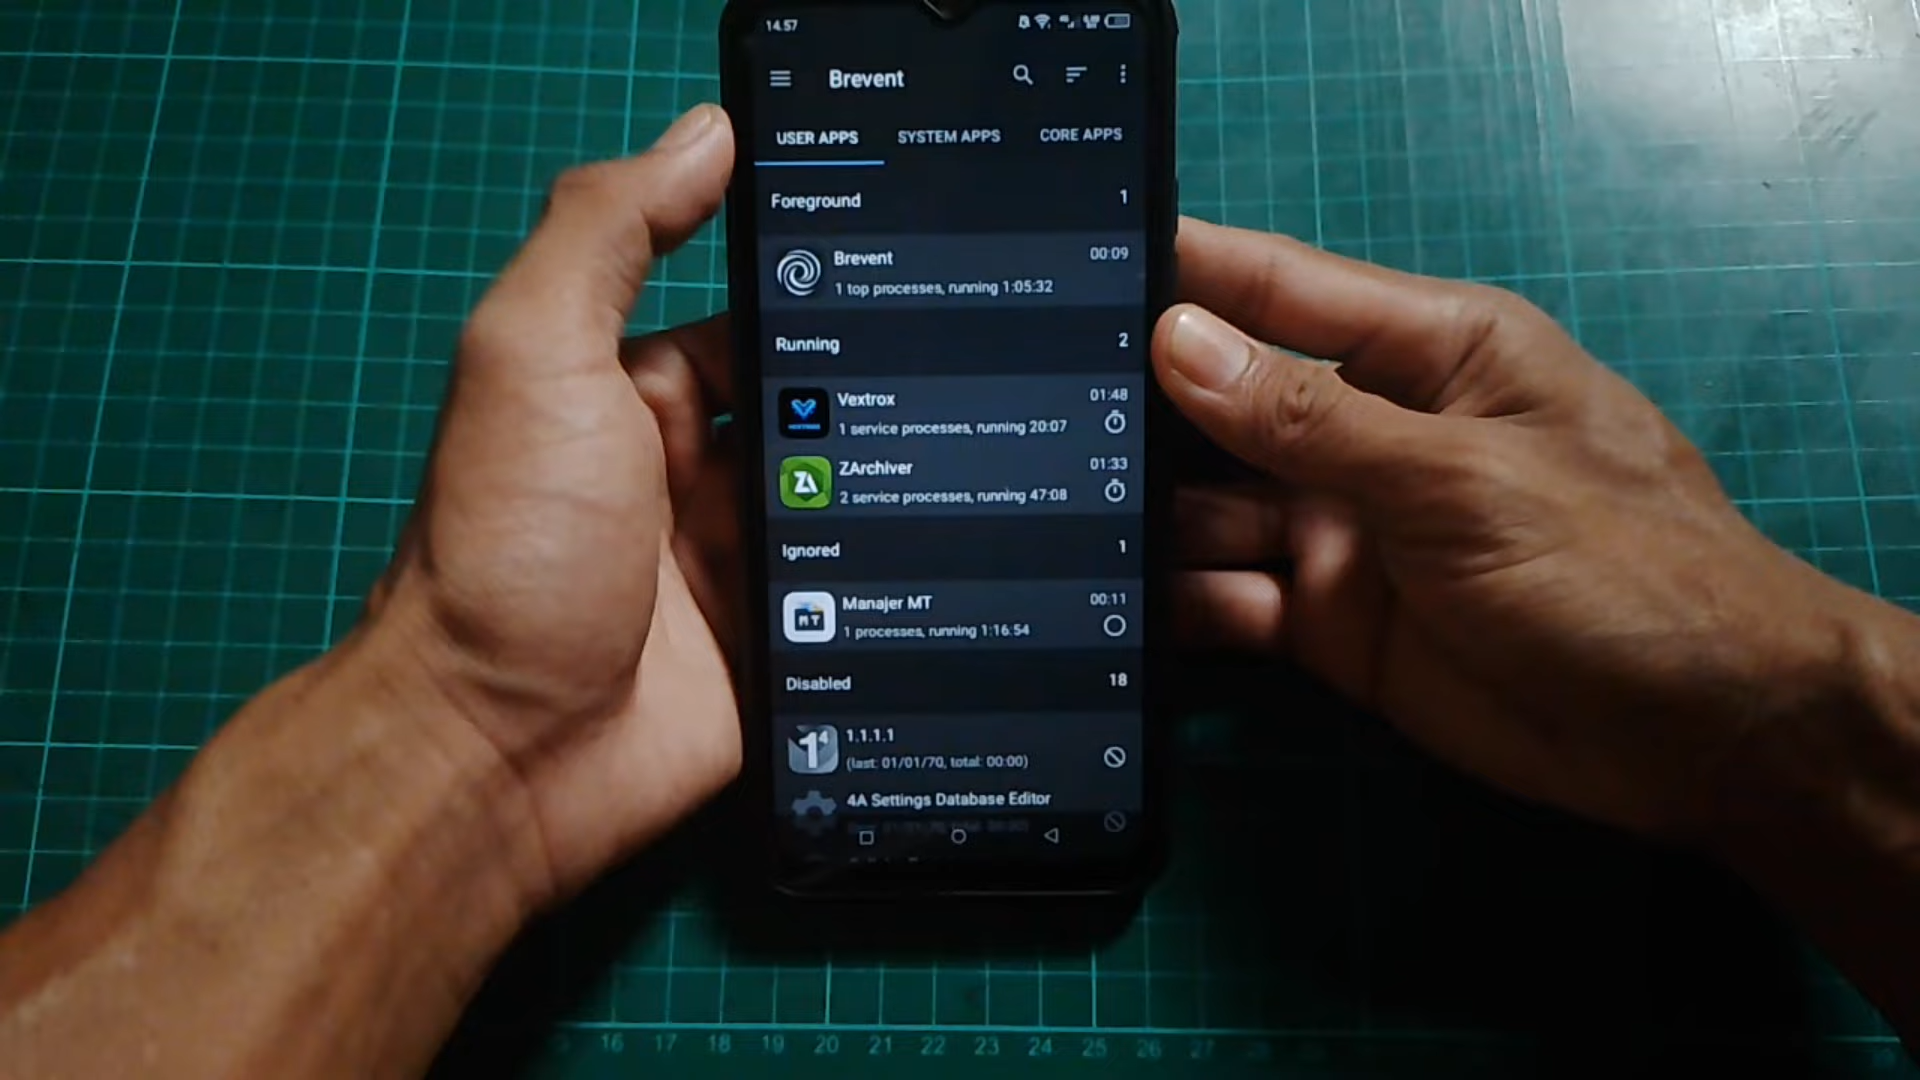 14.57
Brevent
USER APPS SYSTEM APPS CORE APPS
Foreground 1
Brevent 00:09
1 top processes, running 1:05:32
Running 2
Vextrox 01:48
1 service processes, running 20:07
ZArchiver 01:33
ZA
2 service processes, running 47:08
Ignored 1
Manajer MT 00:11
MT
1 processes, running 1:16:54
Disabled 18
1.1.1.1
1⁴
(last: 01/01/70, total: 00:00)
4A Settings Database Editor
16 17 18 19 20 21 22 23 24 25 26 27